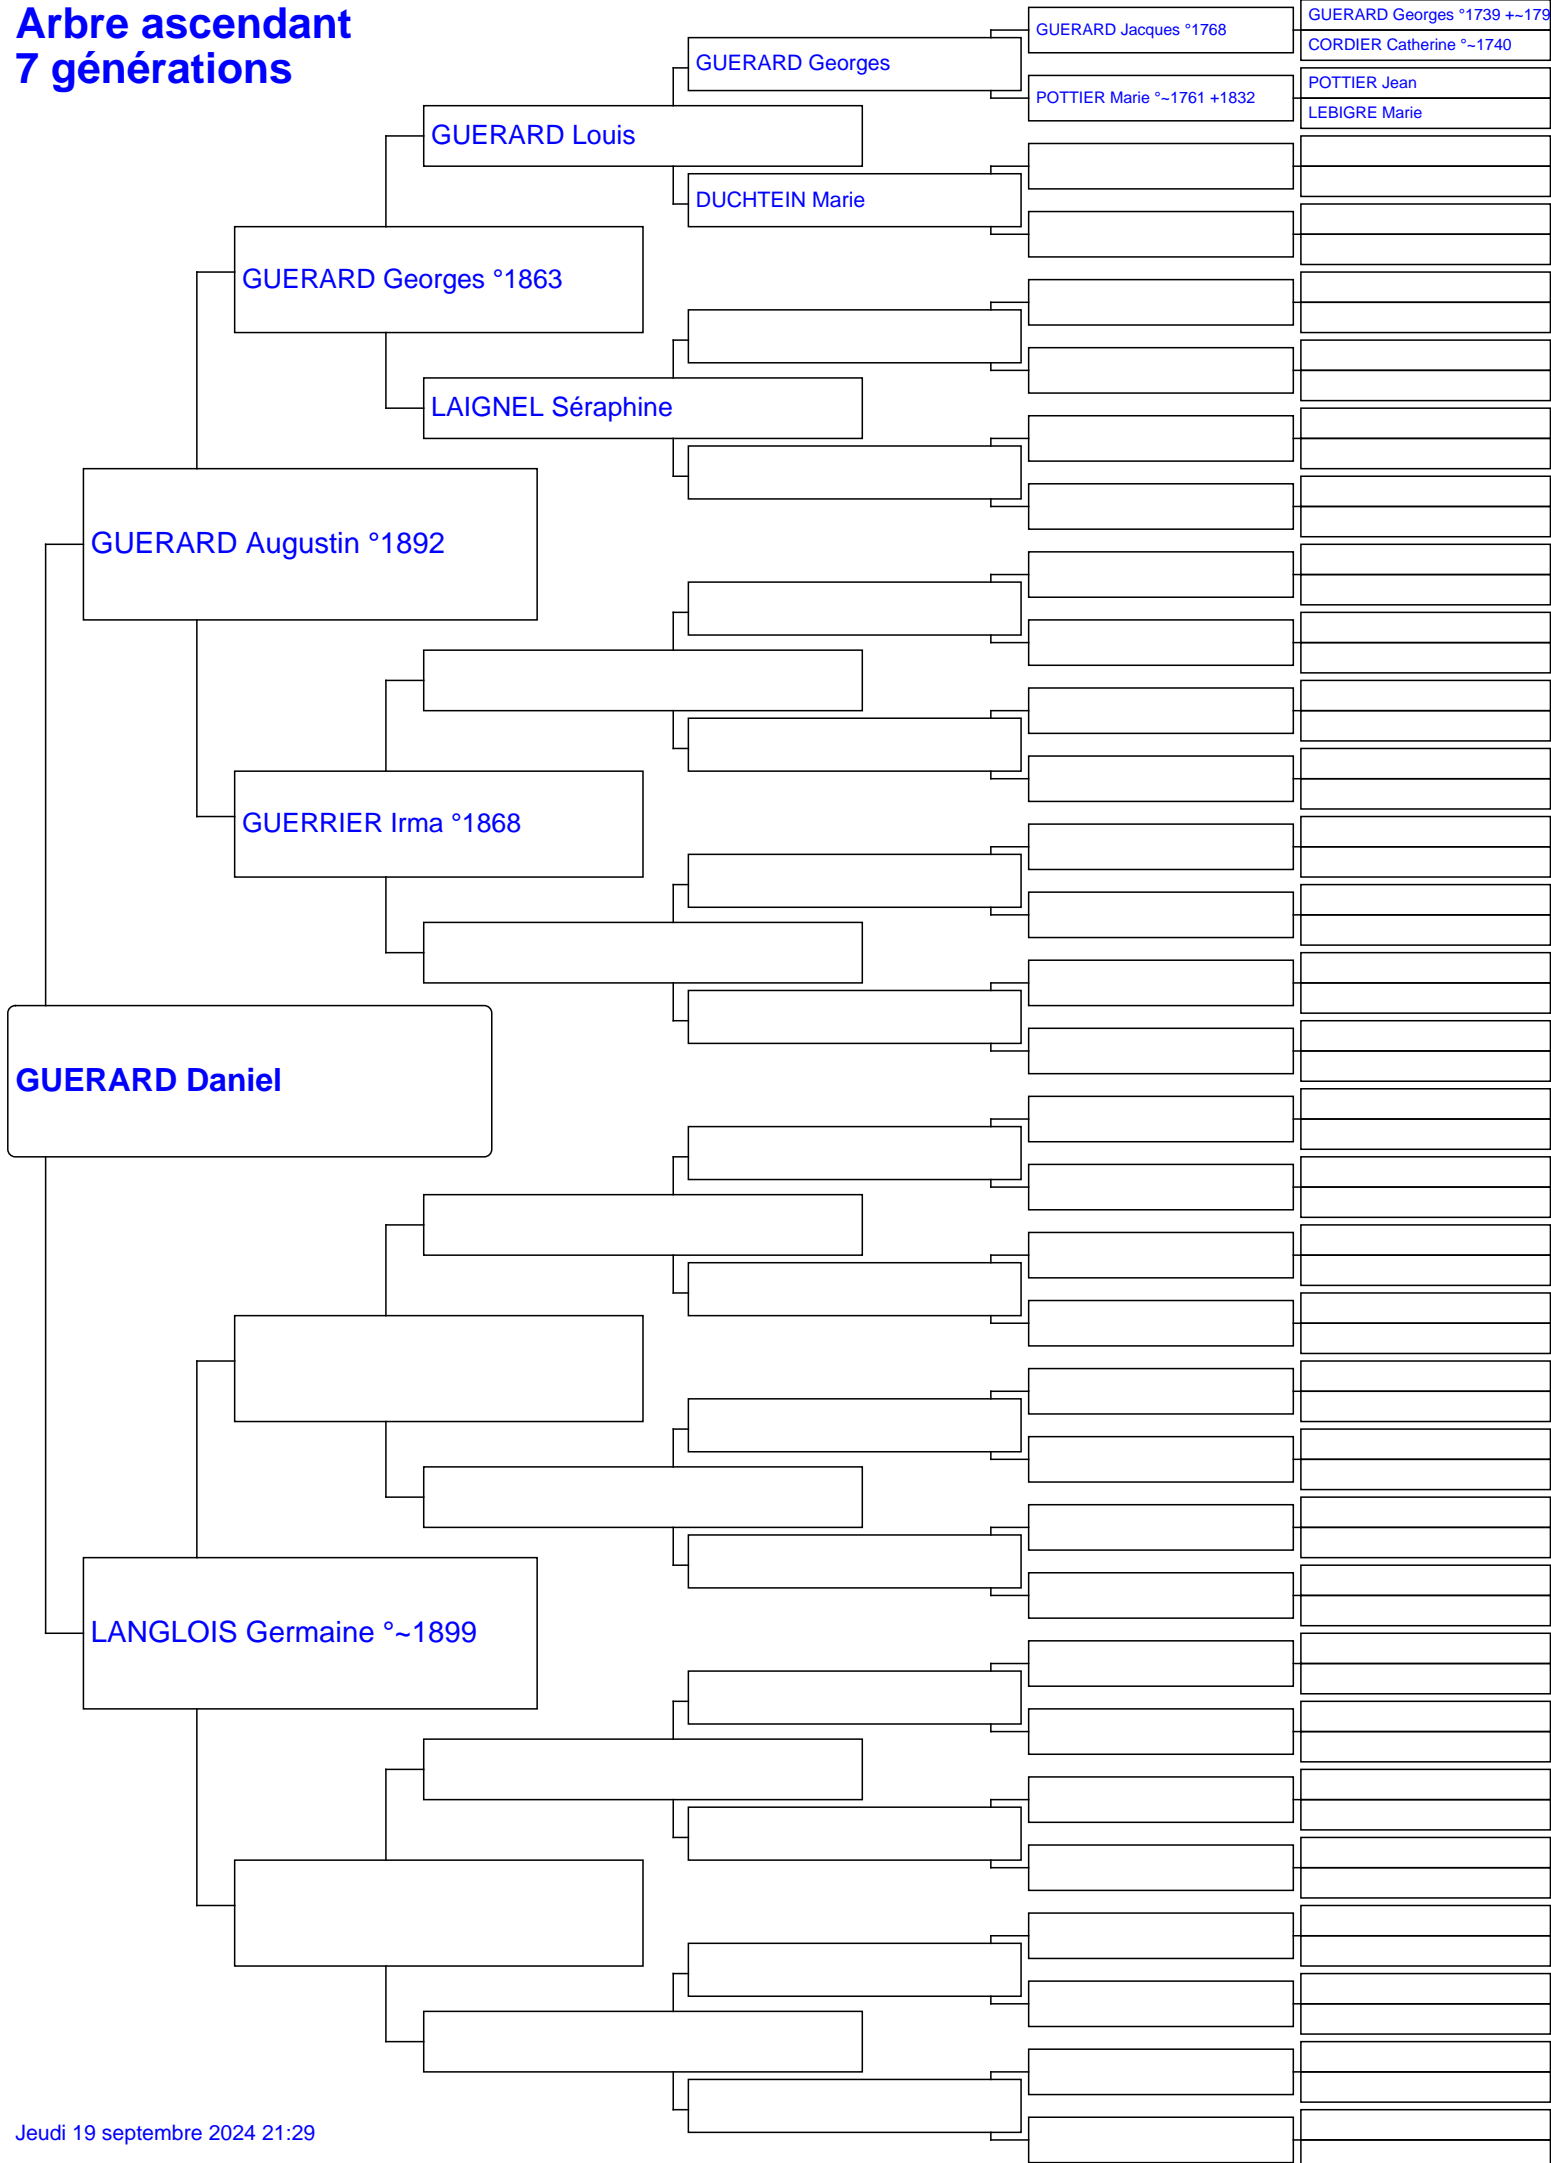 Arbre ascendant
7 générations
GUERARD Daniel
GUERARD Augustin °1892
LANGLOIS Germaine °~1899
GUERARD Georges °1863
GUERRIER Irma °1868
GUERARD Louis
LAIGNEL Séraphine
GUERARD Georges
DUCHTEIN Marie
GUERARD Jacques °1768
POTTIER Marie °~1761 +1832
GUERARD Georges °1739 +~179
CORDIER Catherine °~1740
POTTIER Jean
LEBIGRE Marie
Jeudi 19 septembre 2024 21:29